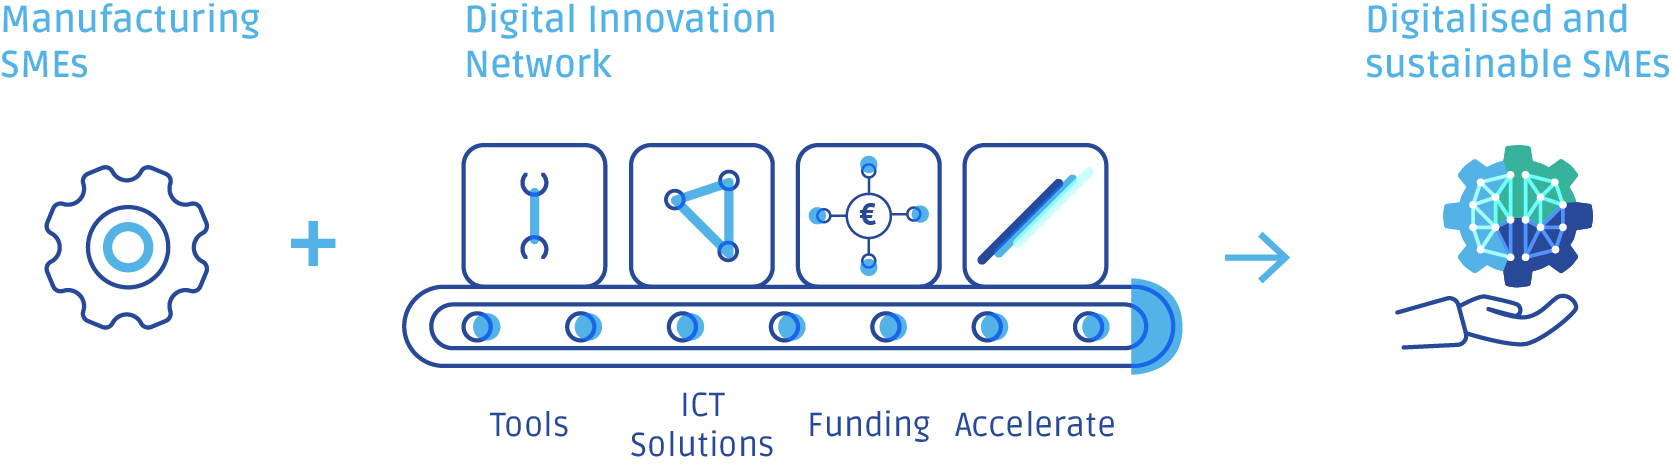 Manufacturing
SMEs
Digital Innovation
Network
Digitalised and
sustainable SMEs
€
Tools
ICT
Solutions
Funding
Accelerate